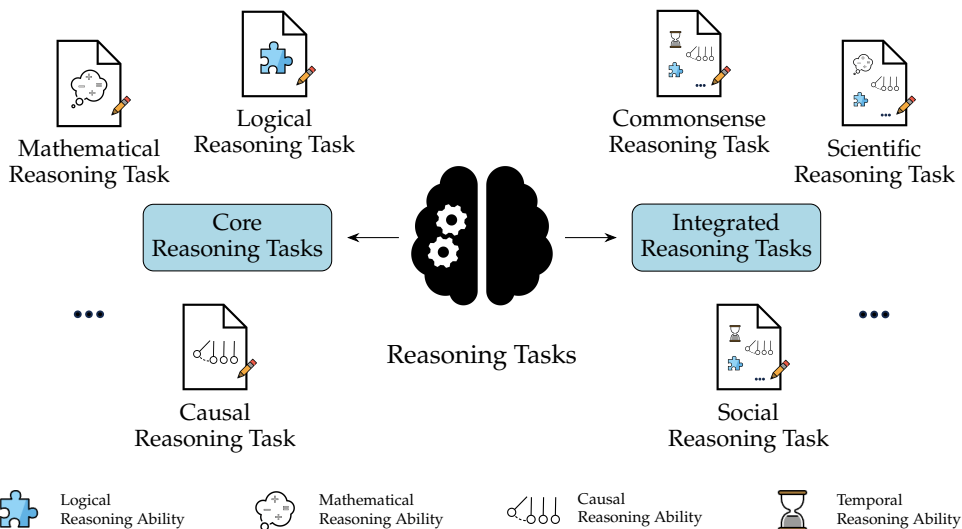 Mathematical
Reasoning Task
Logical
Reasoning Task
Commonsense
Reasoning Task
Scientific
Reasoning Task
Core
Reasoning Tasks
Integrated
Reasoning Tasks
Reasoning Tasks
Causal
Reasoning Task
Social
Reasoning Task
Logical
Reasoning Ability
Mathematical
Reasoning Ability
Causal
Reasoning Ability
Temporal
Reasoning Ability